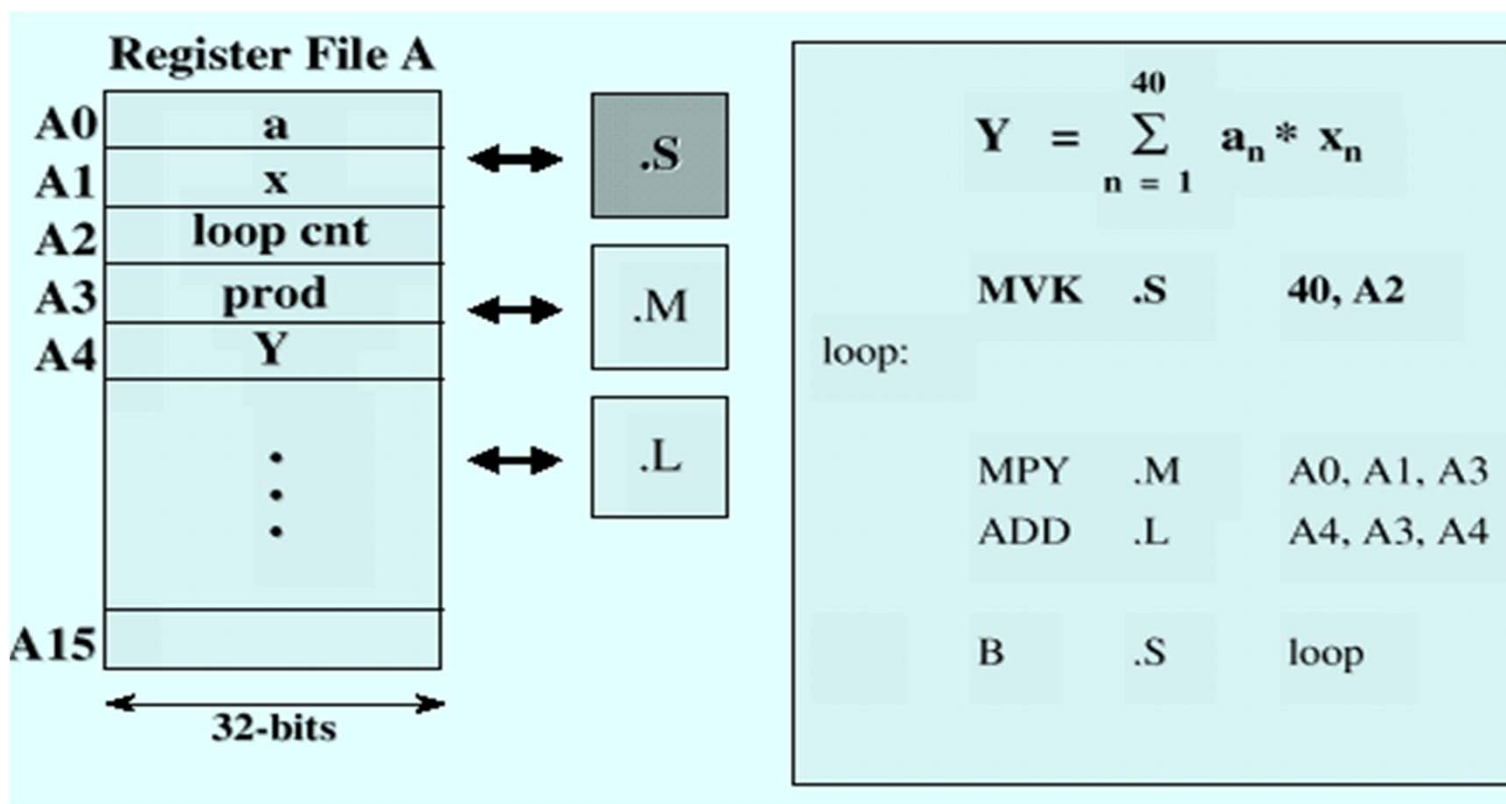 Register File A
A0 a
A1 x
A2 loop cnt
A3 prod
A4 Y
A15
32-bits
.S
.M
.L
40
Y = Σ an * xn
n = 1
MVK .S 40, A2
loop:
MPY .M A0, A1, A3
ADD .L A4, A3, A4
B .S loop